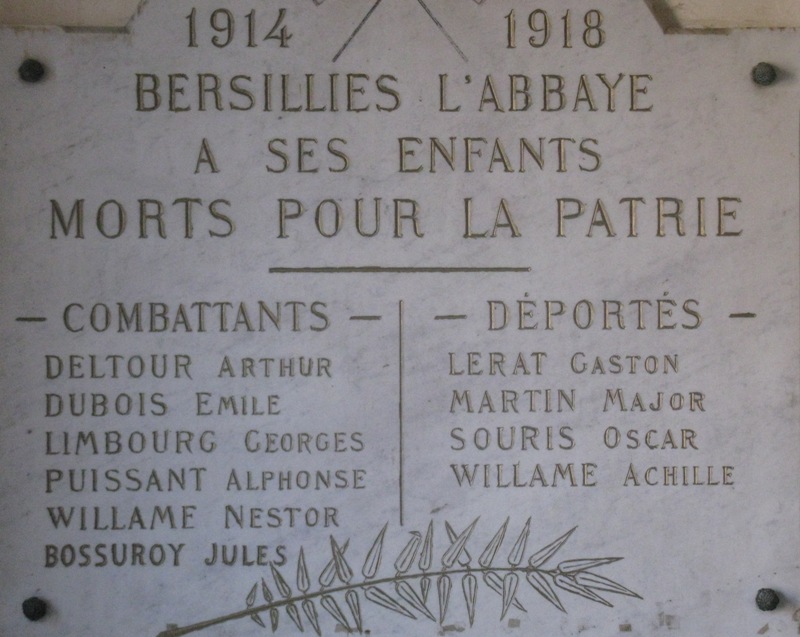 1914 1918
BERSILLIES L'ABBAYE
A SES ENFANTS
MORTS POUR LA PATRIE
- COMBATTANTS -
DELTOUR ARTHUR
DUBOIS EMILE
LIMBOURG GEORGES
PUISSANT ALPHONSE
WILLAME NESTOR
BOSSUROY JULES
- DÉPORTÉS -
LERAT GASTON
MARTIN MAJOR
SOURIS OSCAR
WILLAME ACHILLE